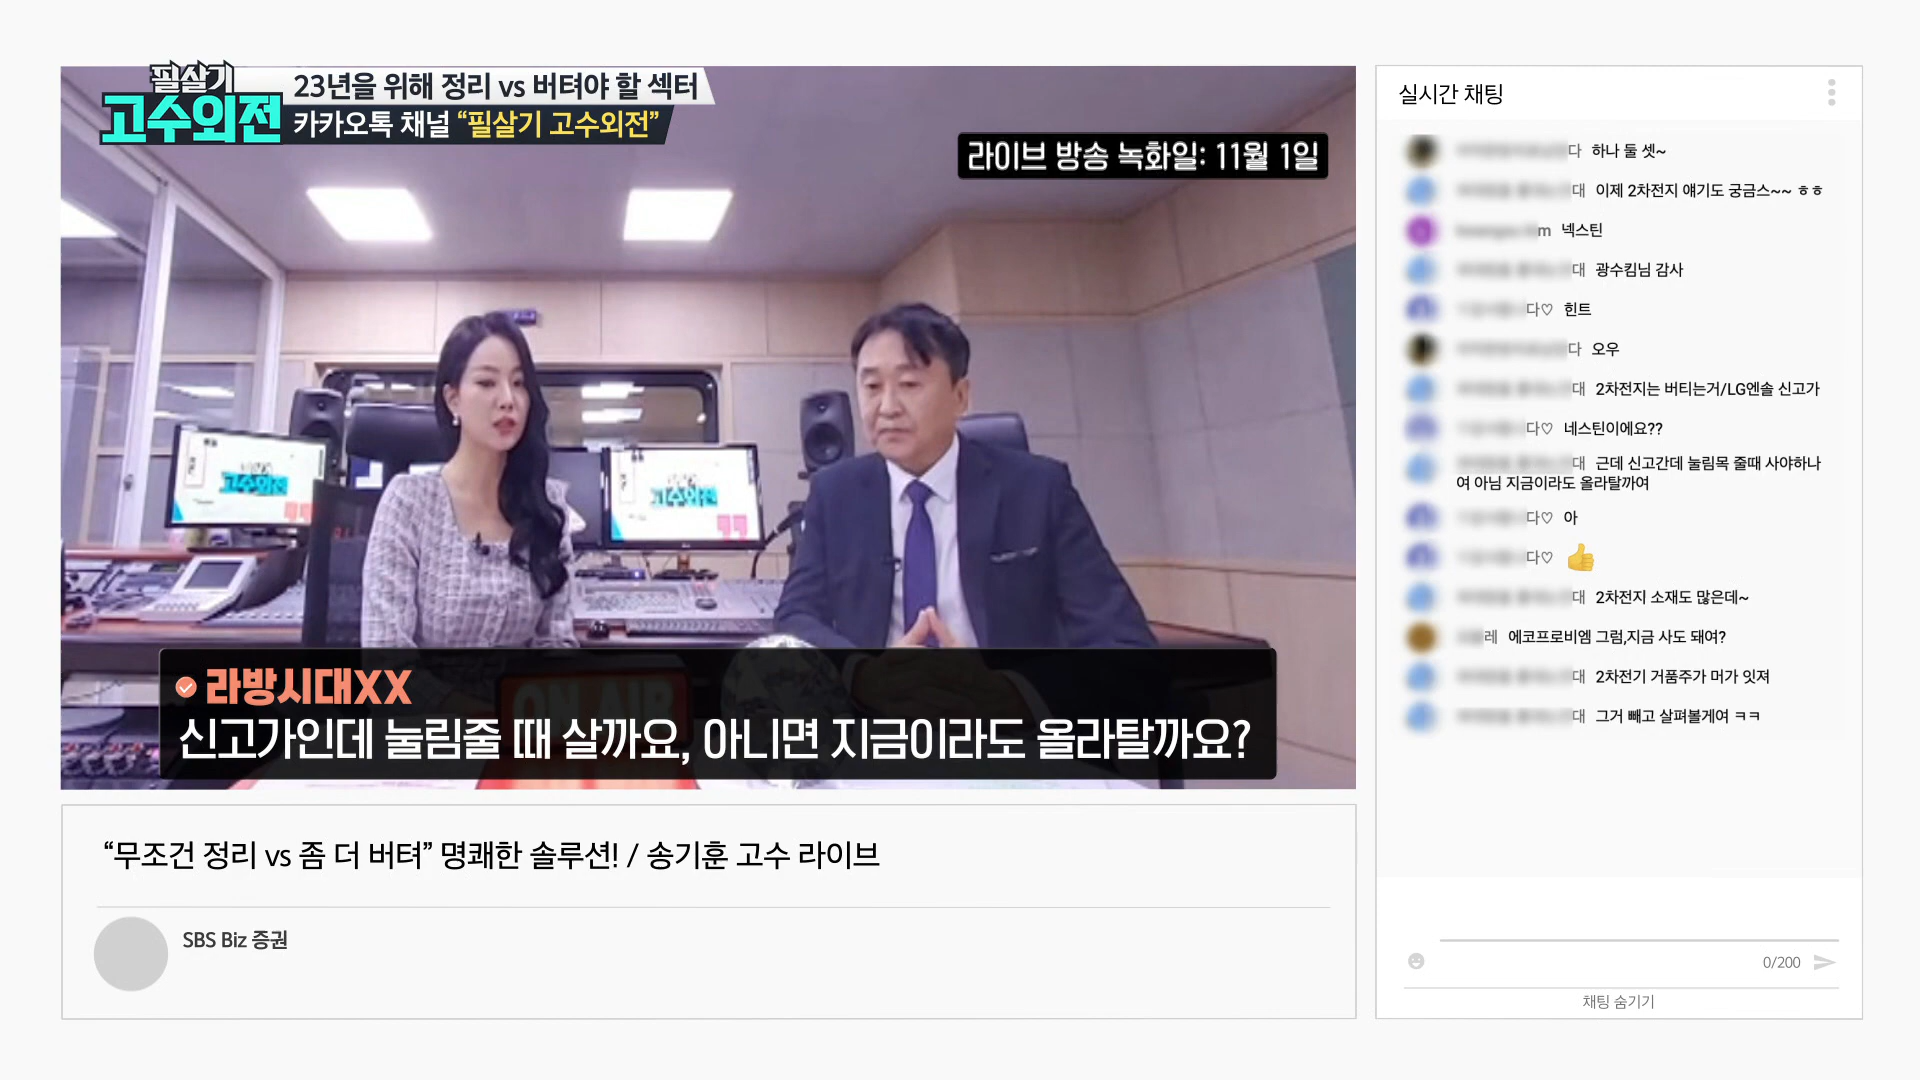 필살기
고수외전
23년을 위해 정리 vs 버텨야 할 섹터
카카오톡 채널 “필살기 고수외전”
라이브 방송 녹화일: 11월 1일
고수외전
고수외전
ON AIR
라방시대XX
신고가인데 눌림줄 때 살까요, 아니면 지금이라도 올라탈까요?
“무조건 정리 vs 좀 더 버텨” 명쾌한 솔루션! / 송기훈 고수 라이브
SBS Biz 증권
실시간 채팅
다 하나 둘 셋~
대 이제 2차전지 얘기도 궁금스~~ ㅎㅎ
m 넥스틴
대 광수킴님 감사
다♡ 힌트
다 오우
대 2차전지는 버티는거/LG엔솔 신고가
다♡ 네스틴이에요??
대 근데 신고간데 눌림목 줄때 사야하나
여 아님 지금이라도 올라탈까여
다♡ 아
다♡ 👍
대 2차전지 소재도 많은데~
레 에코프로비엠 그럼,지금 사도 돼여?
대 2차전기 거품주가 머가 잇져
대 그거 빼고 살펴볼게여 ㅋㅋ
0/200
채팅 숨기기